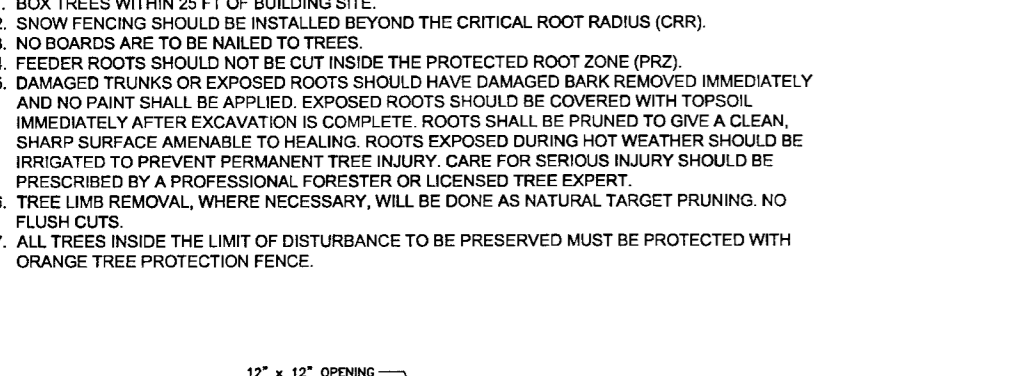 . BOX TREES WITHIN 25 FT OF BUILDING SITE.
. SNOW FENCING SHOULD BE INSTALLED BEYOND THE CRITICAL ROOT RADIUS (CRR).
. NO BOARDS ARE TO BE NAILED TO TREES.
. FEEDER ROOTS SHOULD NOT BE CUT INSIDE THE PROTECTED ROOT ZONE (PRZ).
. DAMAGED TRUNKS OR EXPOSED ROOTS SHOULD HAVE DAMAGED BARK REMOVED IMMEDIATELY
AND NO PAINT SHALL BE APPLIED. EXPOSED ROOTS SHOULD BE COVERED WITH TOPSOIL
IMMEDIATELY AFTER EXCAVATION IS COMPLETE. ROOTS SHALL BE PRUNED TO GIVE A CLEAN,
SHARP SURFACE AMENABLE TO HEALING. ROOTS EXPOSED DURING HOT WEATHER SHOULD BE
IRRIGATED TO PREVENT PERMANENT TREE INJURY. CARE FOR SERIOUS INJURY SHOULD BE
PRESCRIBED BY A PROFESSIONAL FORESTER OR LICENSED TREE EXPERT.
. TREE LIMB REMOVAL, WHERE NECESSARY, WILL BE DONE AS NATURAL TARGET PRUNING. NO
FLUSH CUTS.
. ALL TREES INSIDE THE LIMIT OF DISTURBANCE TO BE PRESERVED MUST BE PROTECTED WITH
ORANGE TREE PROTECTION FENCE.
12" x 12" OPENING